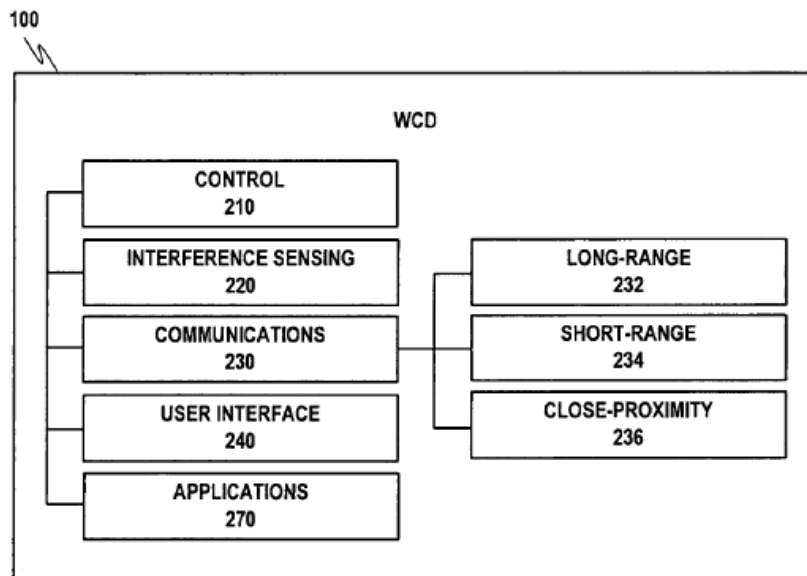 100
WCD
CONTROL
210
INTERFERENCE SENSING
220
COMMUNICATIONS
230
USER INTERFACE
240
APPLICATIONS
270
LONG-RANGE
232
SHORT-RANGE
234
CLOSE-PROXIMITY
236